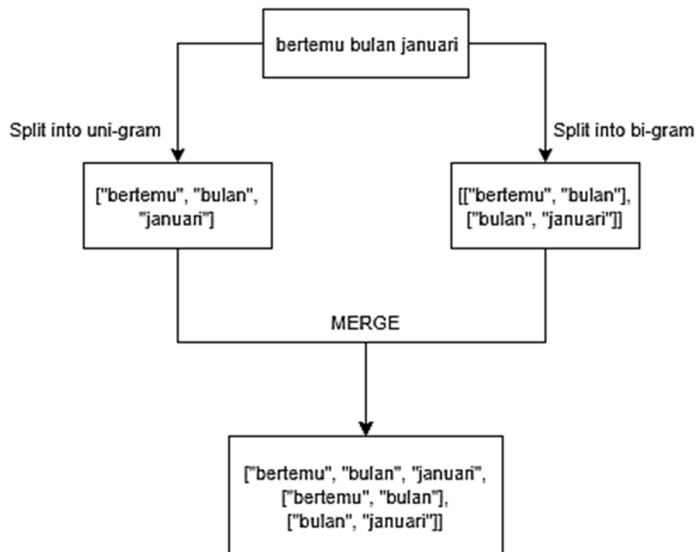 bertemu bulan januari
Split into uni-gram
Split into bi-gram
["bertemu", "bulan",
"januari"]
[["bertemu", "bulan"],
["bulan", "januari"]]
MERGE
["bertemu", "bulan", "januari",
["bertemu", "bulan"],
["bulan", "januari"]]